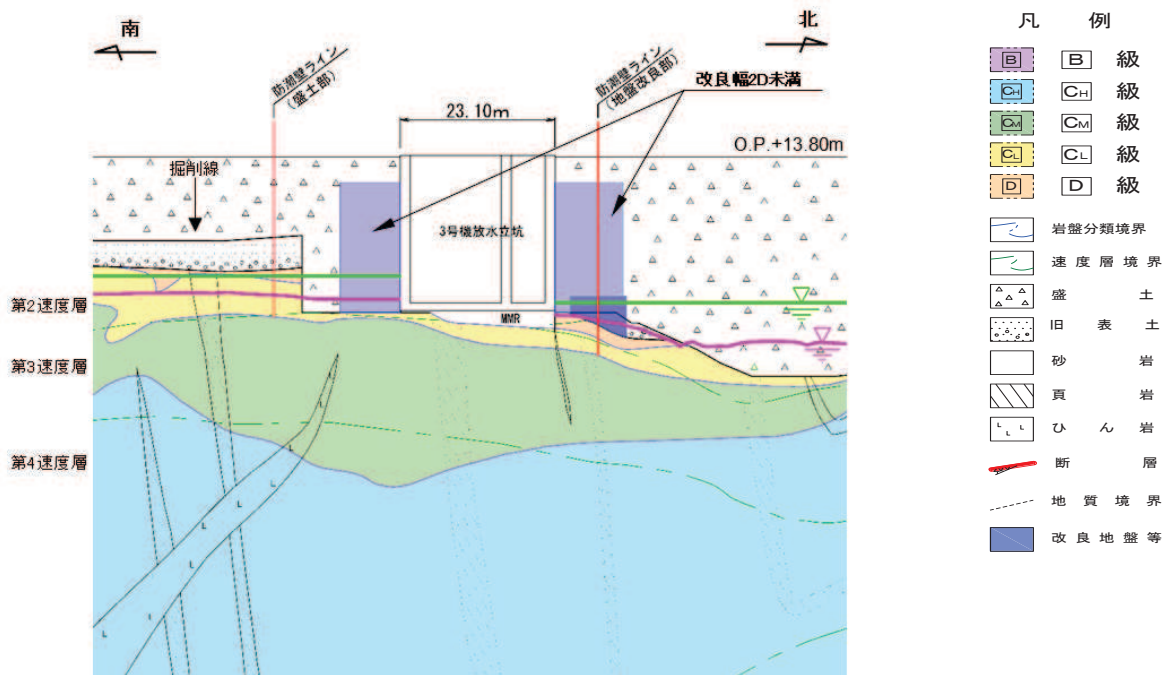 南
北
防潮壁ライン
(盛土部)
防潮壁ライン
(地盤改良部)
改良幅2D未満
23.10m
O.P.+13.80m
掘削線
3号機放水立坑
MMR
第2速度層
第3速度層
第4速度層
L L L L L L L
凡 例
B B 級
CH CH 級
CM CM 級
CL CL 級
D D 級
岩盤分類境界
速度層境界
盛 土
旧表土
砂 岩
頁 岩
L L L ひん岩
断 層
地質境界
改良地盤等